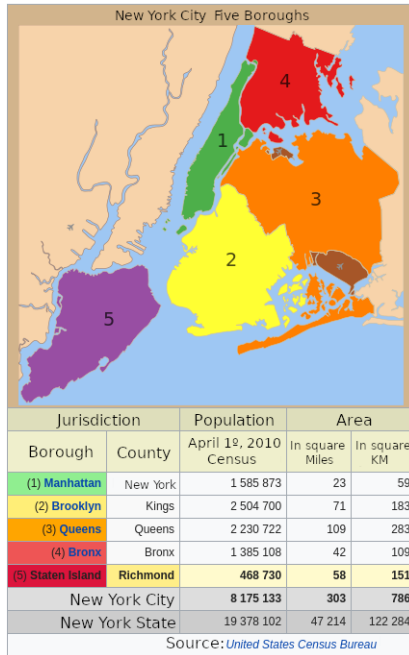 New York City Five Boroughs
4
1
3
2
5
Jurisdiction Population Area
Borough County April 1º, 2010 Census In square Miles In square KM
(1) Manhattan New York 1 585 873 23 59
(2) Brooklyn Kings 2 504 700 71 183
(3) Queens Queens 2 230 722 109 283
(4) Bronx Bronx 1 385 108 42 109
(5) Staten Island Richmond 468 730 58 151
New York City 8 175 133 303 786
New York State 19 378 102 47 214 122 284
Source: United States Census Bureau